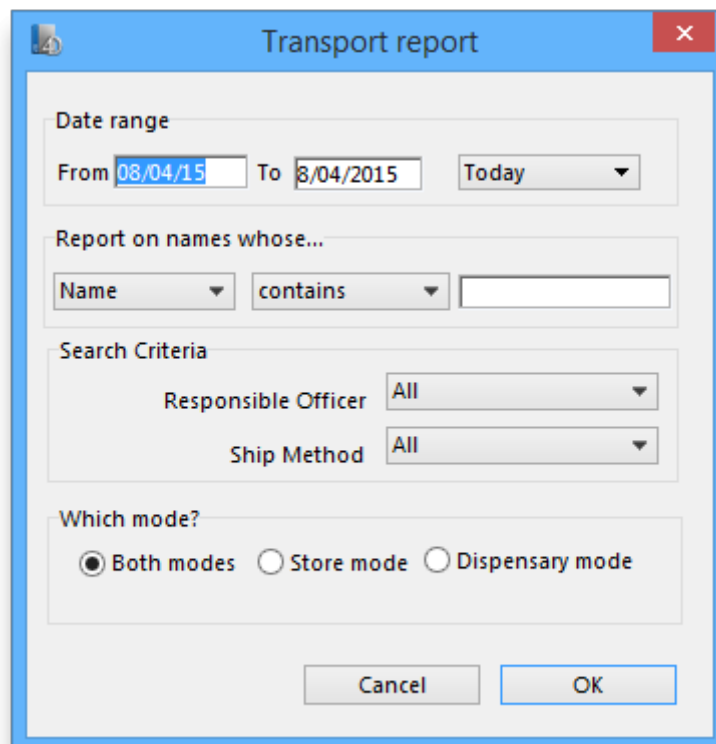 Transport report
Date range
From 08/04/15 To 8/04/2015 Today
Report on names whose...
Name contains
Search Criteria
Responsible Officer All
Ship Method All
Which mode?
Both modes Store mode Dispensary mode
Cancel OK